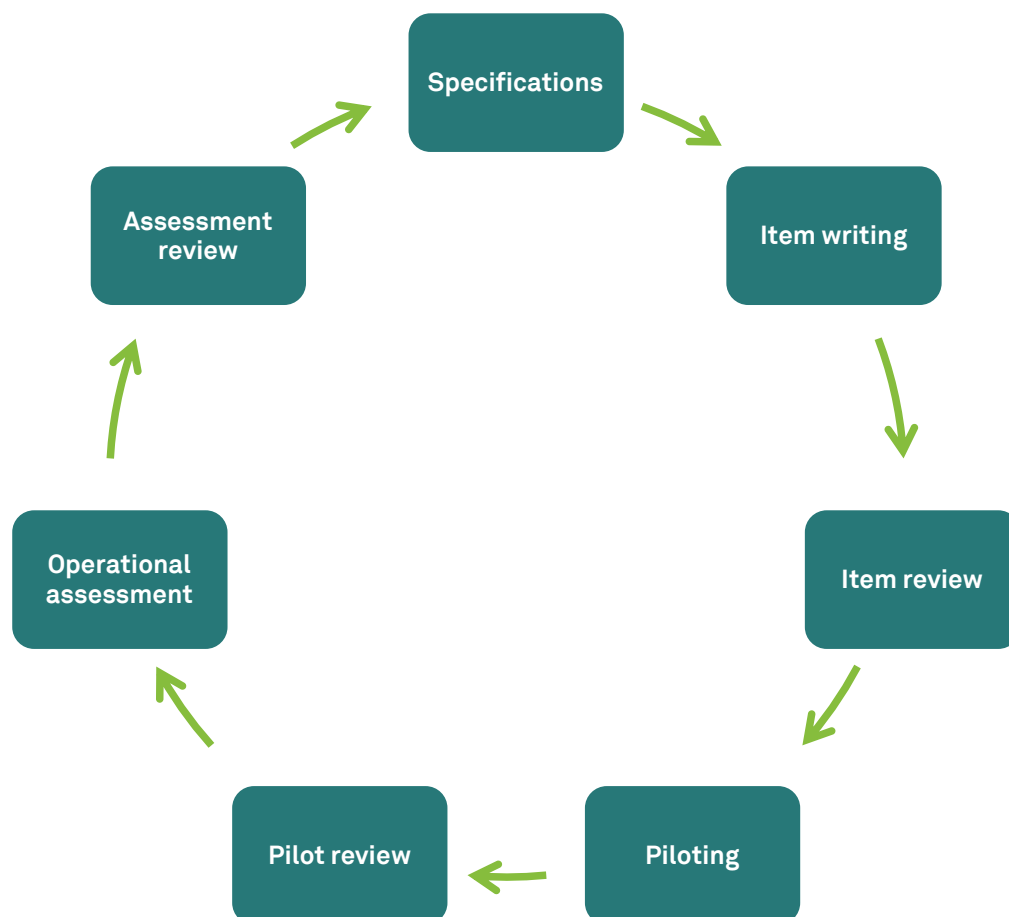 Specifications
Item writing
Item review
Piloting
Pilot review
Operational
assessment
Assessment
review